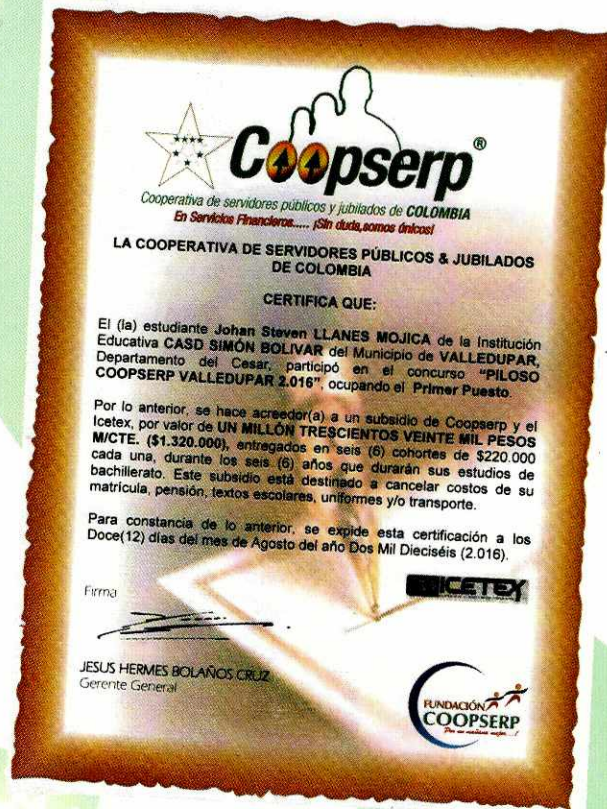 Coopserp®
Cooperativa de servidores públicos y jubilados de COLOMBIA
En Servicios Financieros..... ¡Sin duda,somos únicos!
LA COOPERATIVA DE SERVIDORES PÚBLICOS & JUBILADOS
DE COLOMBIA
CERTIFICA QUE:
El (la) estudiante Johan Steven LLANES MOJICA de la Institución
Educativa CASD SIMÓN BOLIVAR del Municipio de VALLEDUPAR,
Departamento del Cesar, participó en el concurso "PILOSO
COOPSERP VALLEDUPAR 2.016", ocupando el Primer Puesto.
Por lo anterior, se hace acreedor(a) a un subsidio de Coopserp y el
Icetex, por valor de UN MILLÓN TRESCIENTOS VEINTE MIL PESOS
M/CTE. ($1.320.000), entregados en seis (6) cohortes de $220.000
cada una, durante los seis (6) años que durarán sus estudios de
bachillerato. Este subsidio está destinado a cancelar costos de su
matrícula, pensión, textos escolares, uniformes y/o transporte.
Para constancia de lo anterior, se expide esta certificación a los
Doce(12) días del mes de Agosto del año Dos Mil Dieciséis (2.016).
ICETEX
Firma
JESUS HERMES BOLAÑOS CRUZ
Gerente General
FUNDACIÓN
COOPSERP
Por un mañana mejor...!